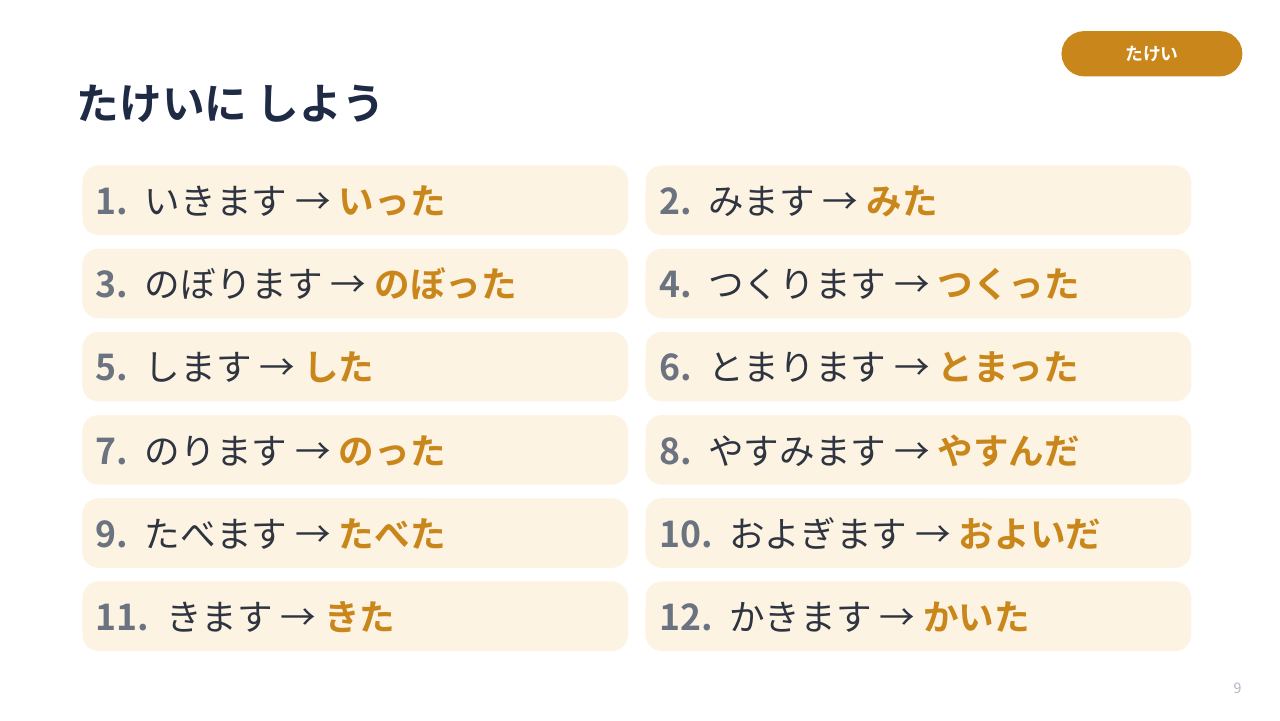 たけい
たけいに しよう
1. いきます → いった
2. みます → みた
3. のぼります → のぼった
4. つくります → つくった
5. します → した
6. とまります → とまった
7. のります → のった
8. やすみます → やすんだ
9. たべます → たべた
10. およぎます → およいだ
11. きます → きた
12. かきます → かいた
9